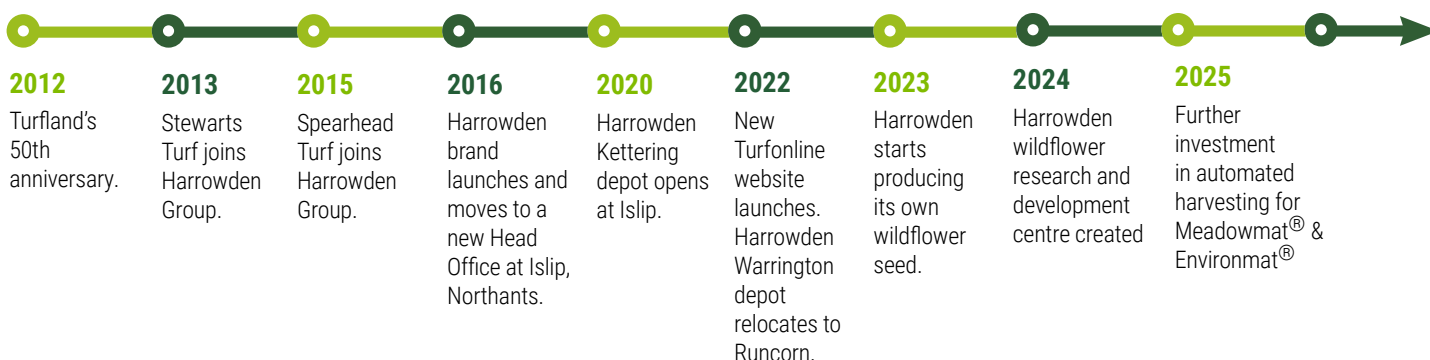 2012
Turfland's
50th
anniversary.
2013
Stewarts
Turf joins
Harrowden
Group.
2015
Spearhead
Turf joins
Harrowden
Group.
2016
Harrowden
brand
launches and
moves to a
new Head
Office at Islip,
Northants.
2020
Harrowden
Kettering
depot opens
at Islip.
2022
New
Turfonline
website
launches.
Harrowden
Warrington
depot
relocates to
Runcorn.
2023
Harrowden
starts
producing
its own
wildflower
seed.
2024
Harrowden
wildflower
research and
development
centre created
2025
Further
investment
in automated
harvesting for
Meadowmat® &
Environmat®